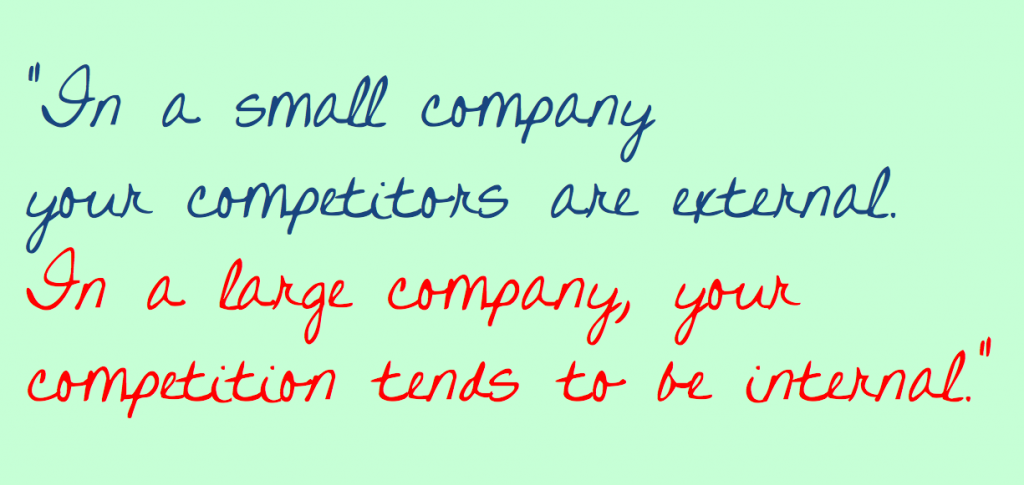 "In a small company
your competitors are external.
In a large company, your
competition tends to be internal."